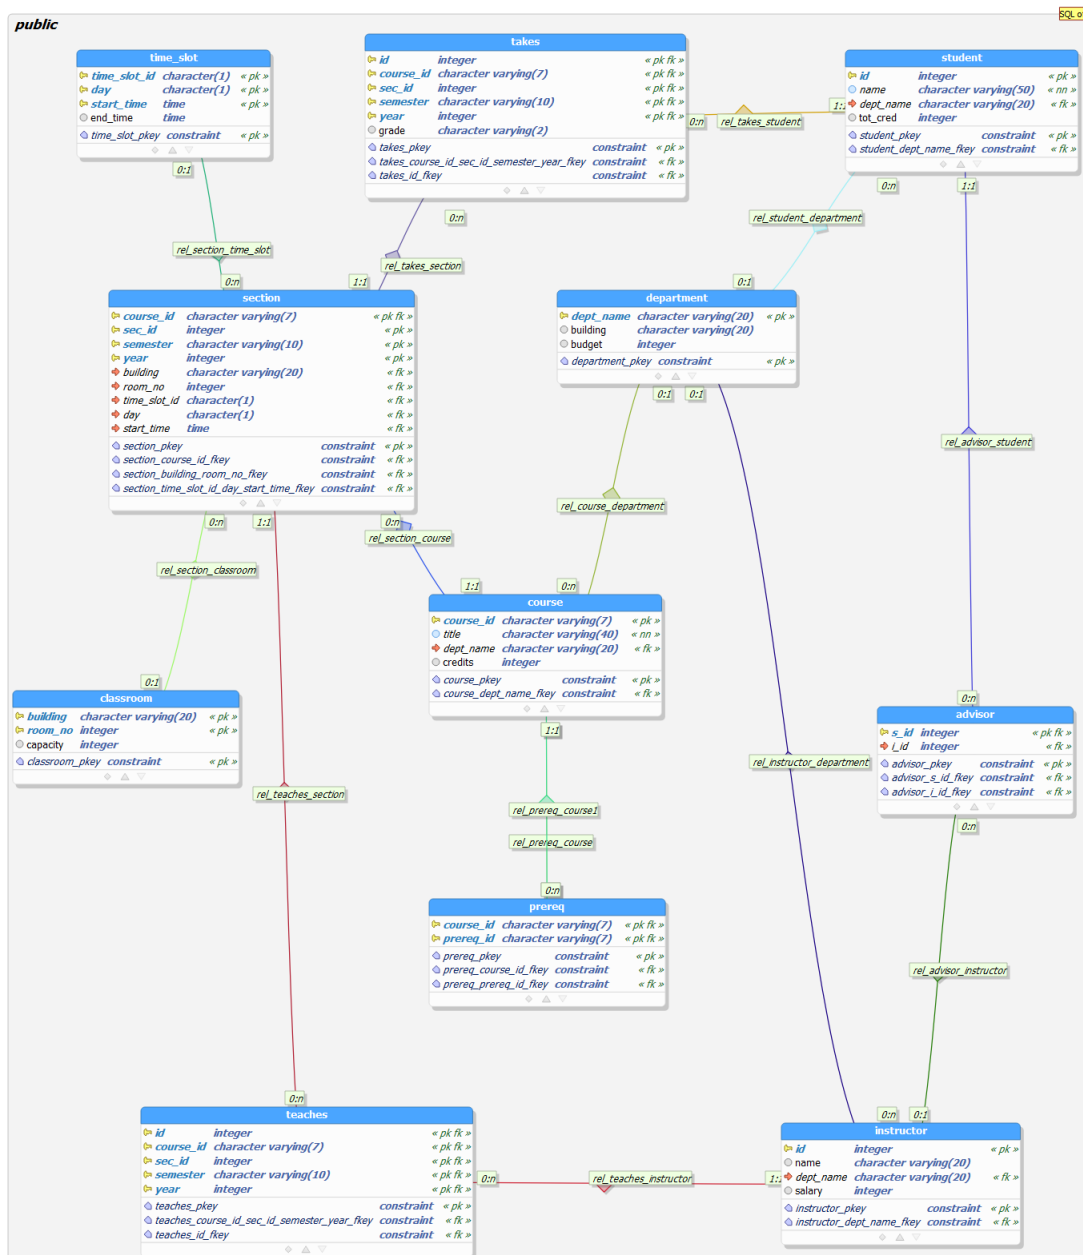 SQL o
public
time_slot
time_slot_id character(1) « pk »
day character(1) « pk »
start_time time « pk »
end_time time
time_slot_pkey constraint « pk »
takes
id integer « pk fk »
course_id character varying(7) « pk fk »
sec_id integer « pk fk »
semester character varying(10) « pk fk »
year integer « pk fk »
grade character varying(2)
takes_pkey constraint « pk »
takes_course_id_sec_id_semester_year_fkey constraint « fk »
takes_id_fkey constraint « fk »
student
id integer « pk »
name character varying(50) « nn »
dept_name character varying(20) « fk »
tot_cred integer
student_pkey constraint « pk »
student_dept_name_fkey constraint « fk »
0:n
rel_takes_student
1:1
0:1
rel_section_time_slot
0:n
0:n
rel_takes_section
1:1
0:n
rel_student_department
0:1
1:1
rel_advisor_student
0:n
section
course_id character varying(7) « pk fk »
sec_id integer « pk »
semester character varying(10) « pk »
year integer « pk »
building character varying(20) « fk »
room_no integer « fk »
time_slot_id character(1) « fk »
day character(1) « fk »
start_time time « fk »
section_pkey constraint « pk »
section_course_id_fkey constraint « fk »
section_building_room_no_fkey constraint « fk »
section_time_slot_id_day_start_time_fkey constraint « fk »
department
dept_name character varying(20) « pk »
building character varying(20)
budget integer
department_pkey constraint « pk »
0:1
0:1
rel_course_department
0:n
0:n
rel_section_classroom
0:1
1:1
rel_teaches_section
0:n
0:n
rel_section_course
1:1
course
course_id character varying(7) « pk »
title character varying(40) « nn »
dept_name character varying(20) « fk »
credits integer
course_pkey constraint « pk »
course_dept_name_fkey constraint « fk »
classroom
building character varying(20) « pk »
room_no integer « pk »
capacity integer
classroom_pkey constraint « pk »
advisor
s_id integer « pk fk »
i_id integer « fk »
advisor_pkey constraint « pk »
advisor_s_id_fkey constraint « fk »
advisor_i_id_fkey constraint « fk »
1:1
rel_prereq_course1
rel_prereq_course
0:n
rel_instructor_department
0:n
0:n
rel_advisor_instructor
0:1
prereq
course_id character varying(7) « pk fk »
prereq_id character varying(7) « pk fk »
prereq_pkey constraint « pk »
prereq_course_id_fkey constraint « fk »
prereq_prereq_id_fkey constraint « fk »
teaches
id integer « pk fk »
course_id character varying(7) « pk fk »
sec_id integer « pk fk »
semester character varying(10) « pk fk »
year integer « pk fk »
teaches_pkey constraint « pk »
teaches_course_id_sec_id_semester_year_fkey constraint « fk »
teaches_id_fkey constraint « fk »
0:n
rel_teaches_instructor
1:1
instructor
id integer « pk »
name character varying(20)
dept_name character varying(20) « fk »
salary integer
instructor_pkey constraint « pk »
instructor_dept_name_fkey constraint « fk »